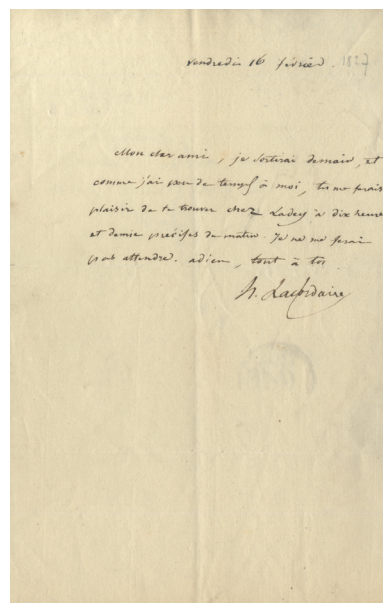 vendredi 16 février. 1827
Mon cher ami, je sortirai demain, et
comme j'ai peu de temps à moi, tu me ferais
plaisir de te trouver chez Ladey à dix heures
et demie précises du matin. Je ne me ferai
pas attendre. adieu, tout à toi
h. Lacordaire